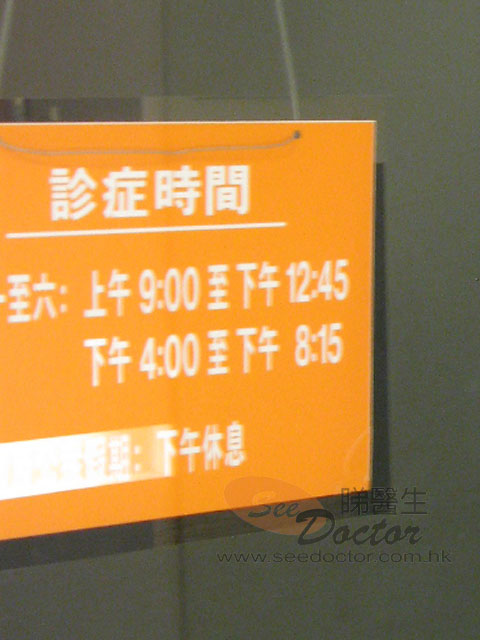 診症時間
至六：上午 9:00 至下午 12:45
下午 4:00 至下午 8:15
期：下午休息
See Doctor 睇醫生
www.seedoctor.com.hk